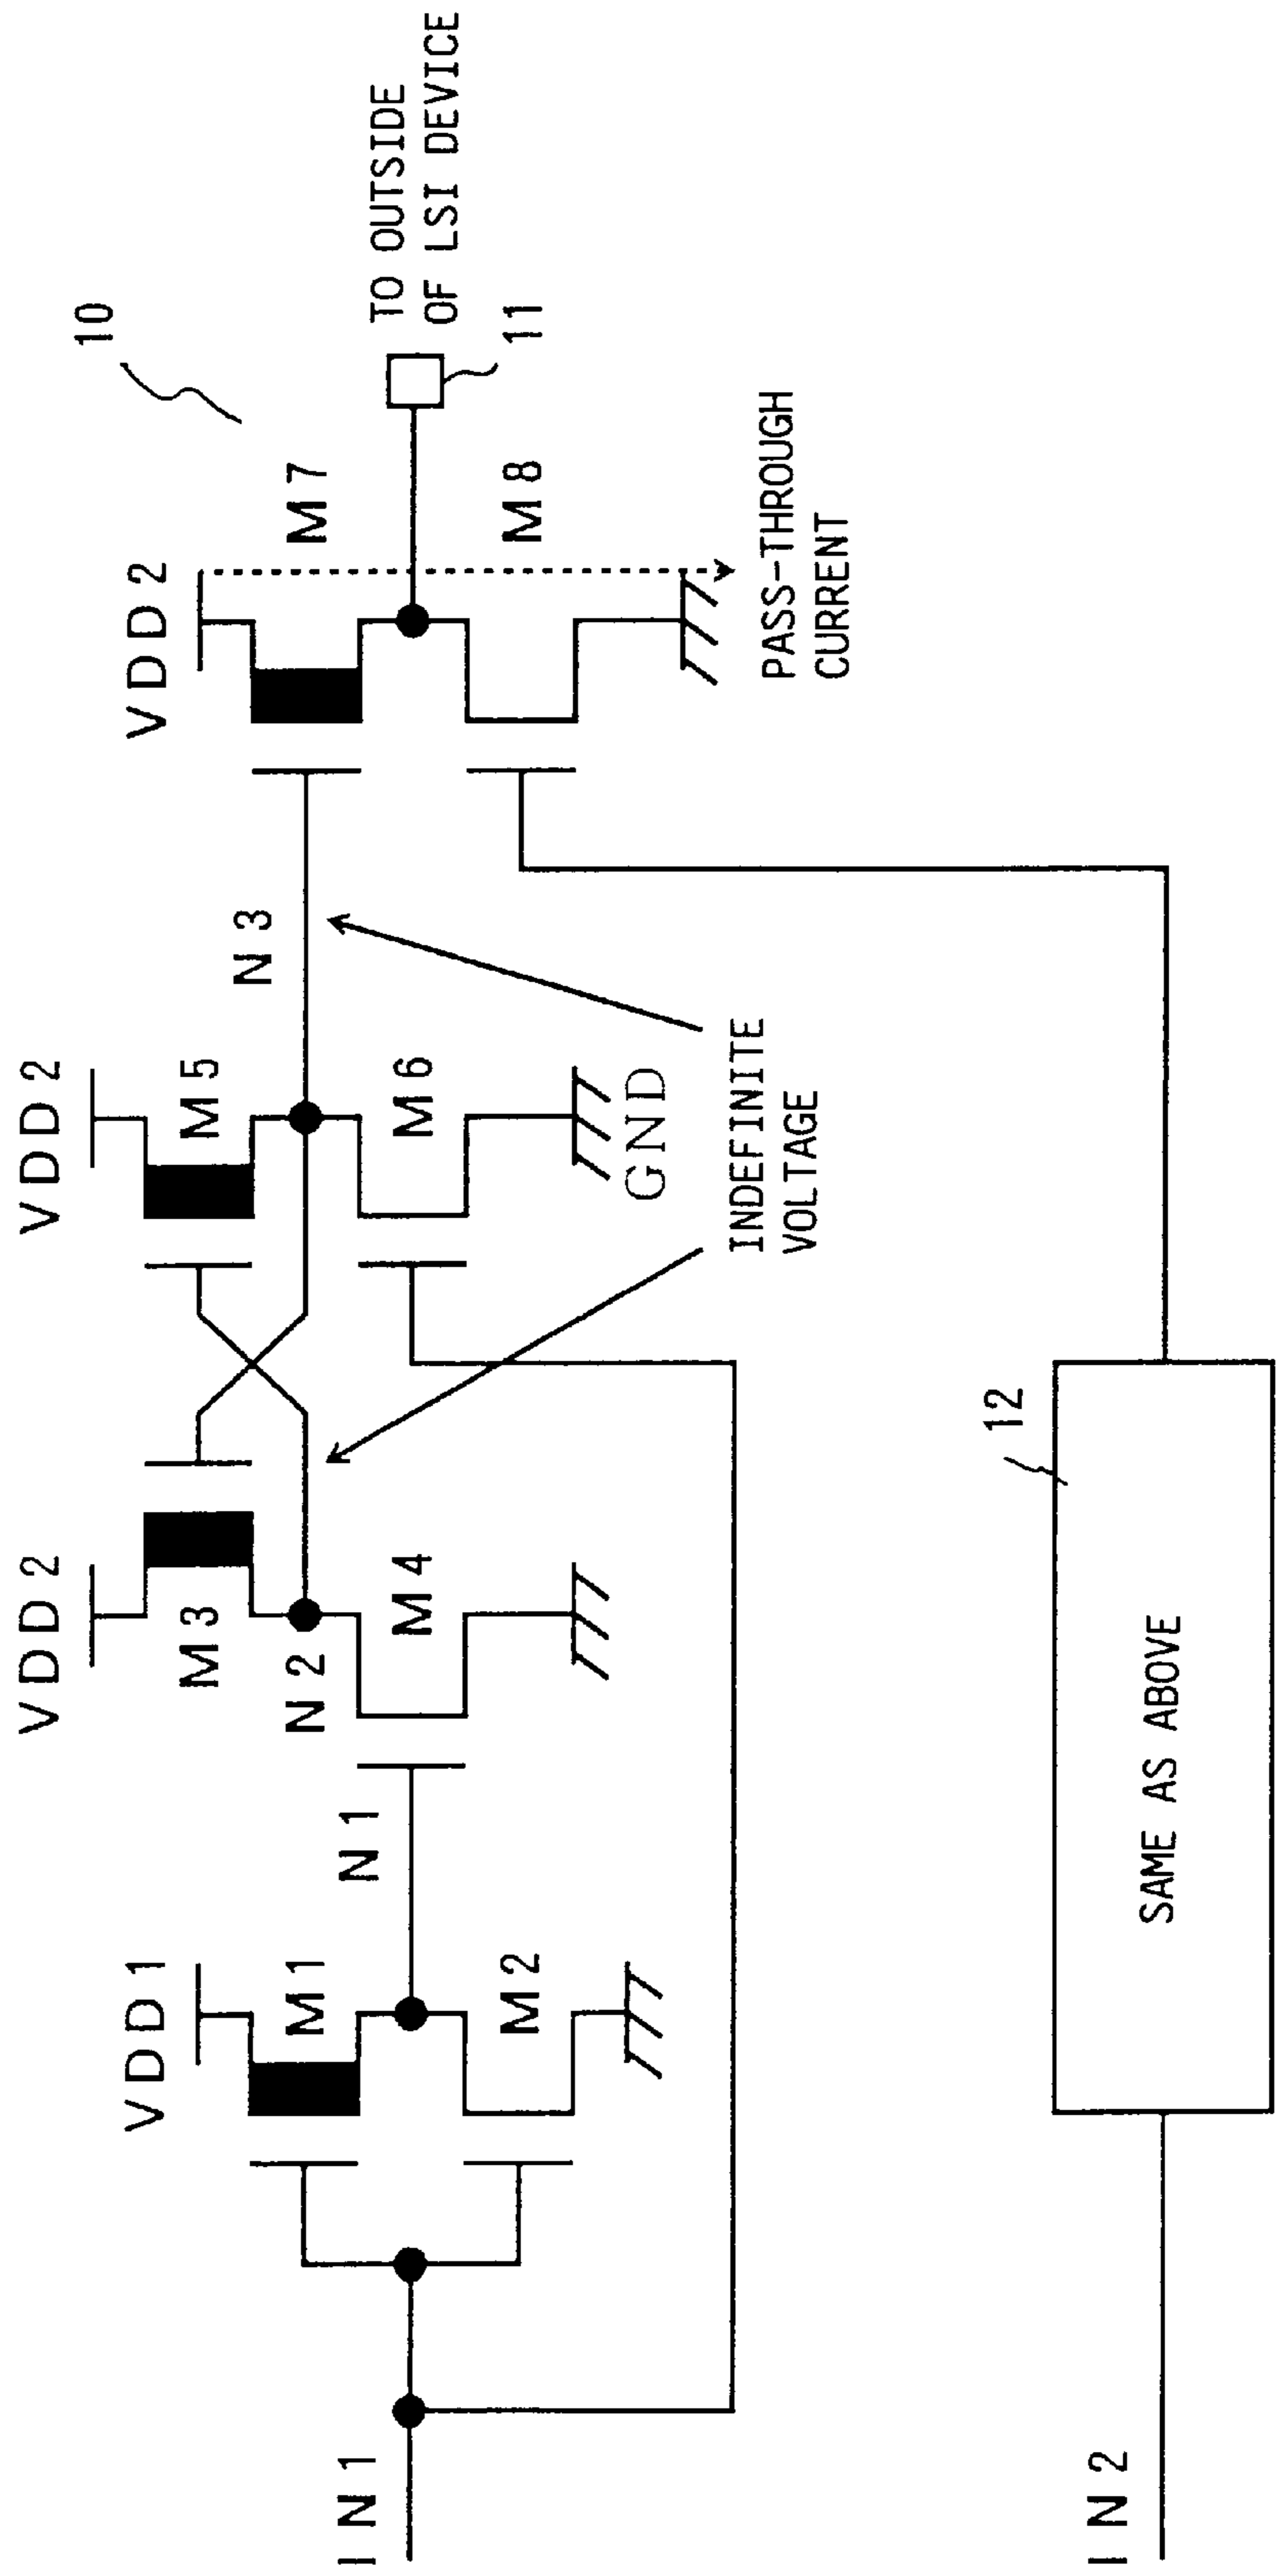 VDD2
VDD2
VDD2
10
VDD1
M3
M5
N3
M7
TO OUTSIDE
OF LSI DEVICE
M1
N2
IN1
N1
M4
M6
11
M2
M8
GND
INDEFINITE
VOLTAGE
PASS-THROUGH
CURRENT
12
IN2
SAME AS ABOVE